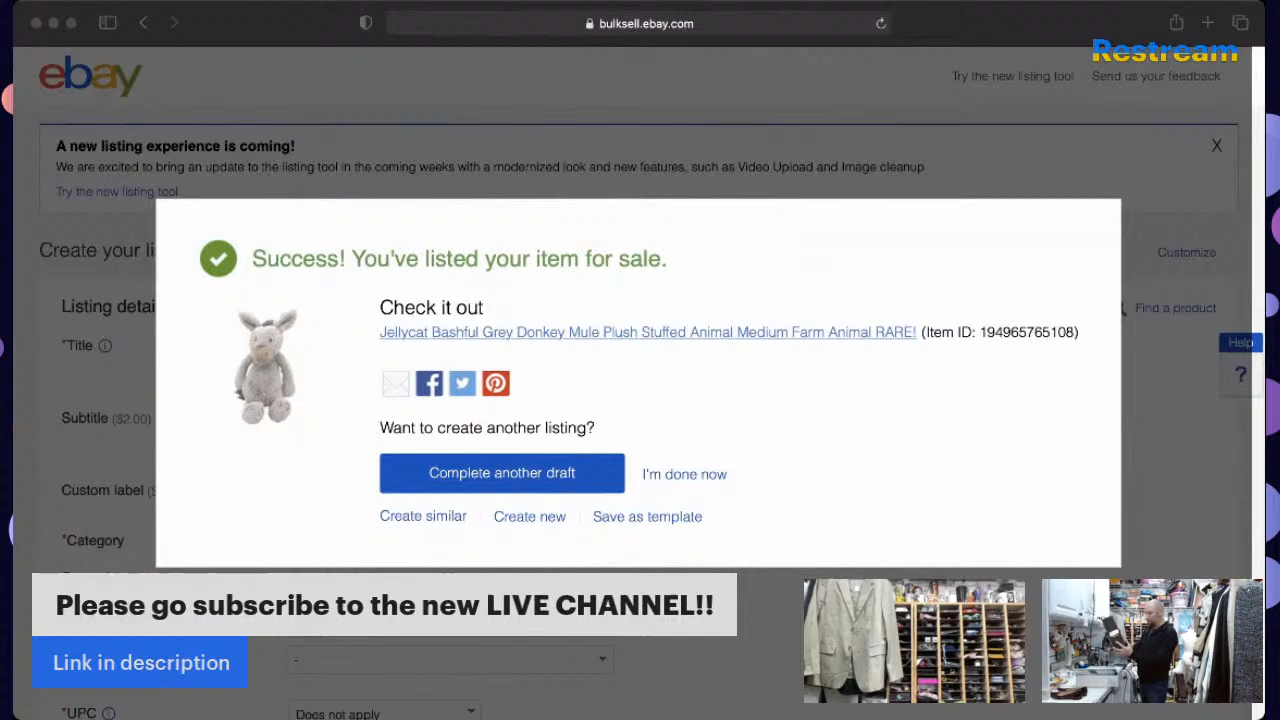 bulksell.ebay.com
Restream
ebay
Try the new listing tool
Send us your feedback
A new listing experience is coming!
X
We are excited to bring an update to the listing tool in the coming weeks with a modernized look and new features, such as Video Upload and Image cleanup
Try the new listing tool
Create your li
Customize
Success! You've listed your item for sale.
Listing detai
Find a product
Check it out
Jellycat Bashful Grey Donkey Mule Plush Stuffed Animal Medium Farm Animal RARE! (Item ID: 194965765108)
*Title
Help
?
Subtitle ($2.00)
Want to create another listing?
Complete another draft
I'm done now
Custom label (
Create similar
Create new
Save as template
*Category
Please go subscribe to the new LIVE CHANNEL!!
Link in description
-
*UPC
Does not apply